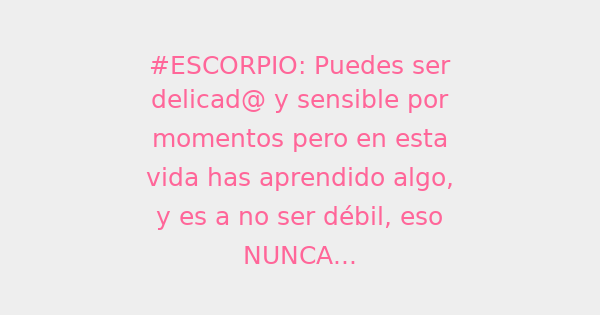 #ESCORPIO: Puedes ser
delicad@ y sensible por
momentos pero en esta
vida has aprendido algo,
y es a no ser débil, eso
NUNCA...